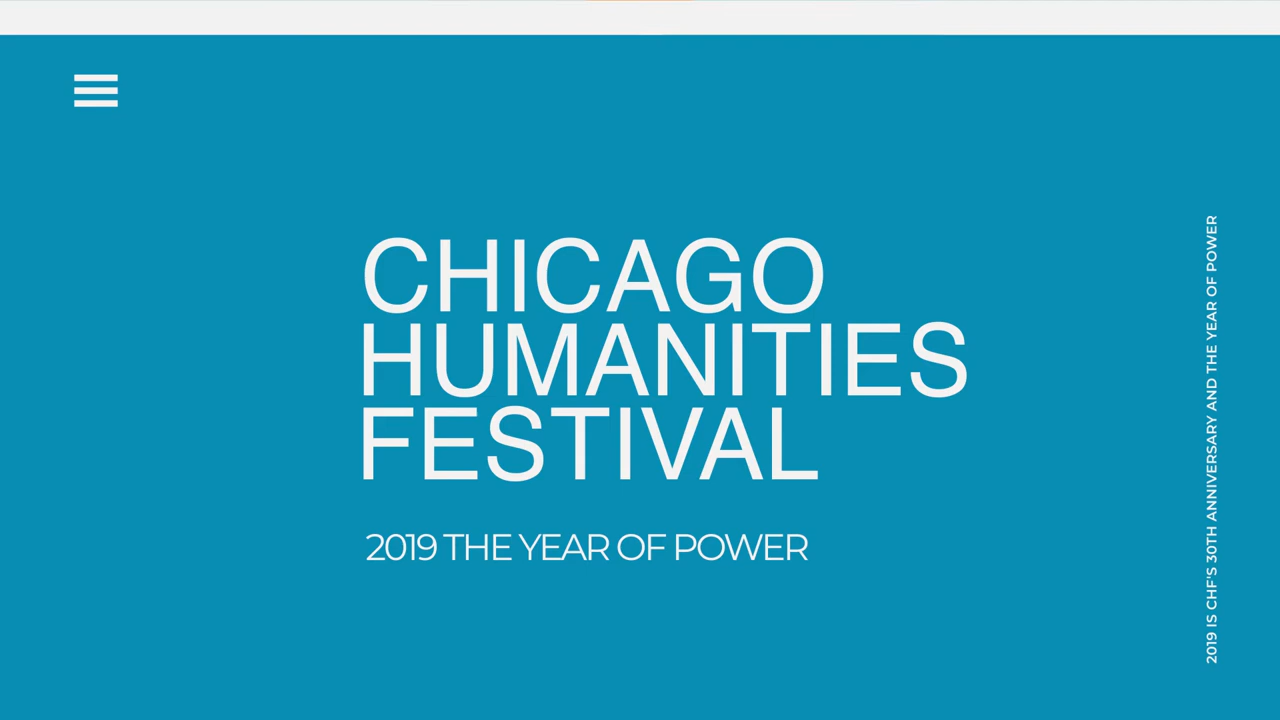 CHICAGO
HUMANITIES
FESTIVAL
2019 THE YEAR OF POWER
2019 IS CHF'S 30TH ANNIVERSARY AND THE YEAR OF POWER